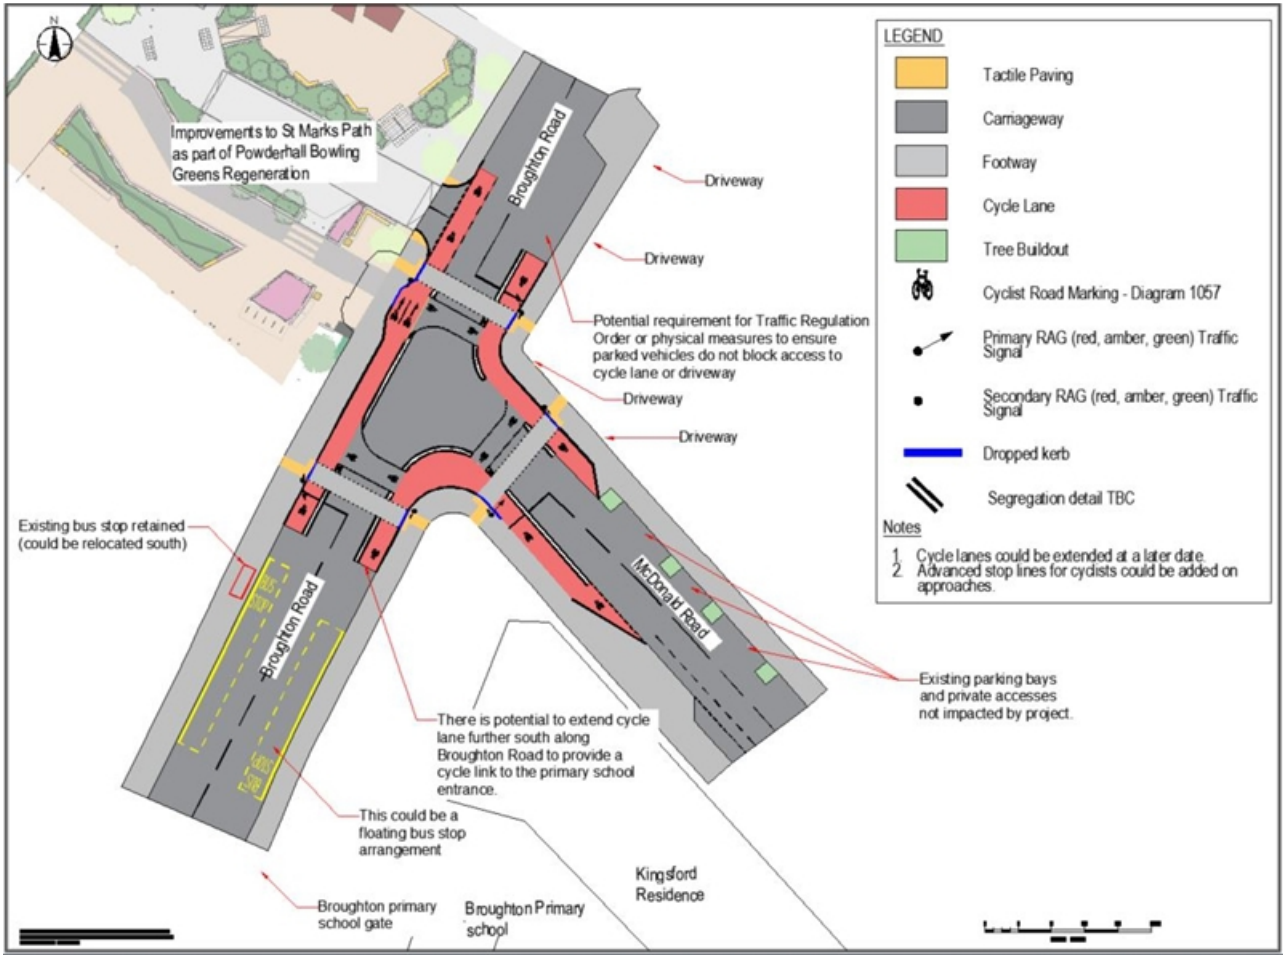 N
Improvements to St Marks Path
as part of Powderhall Bowling
Greens Regeneration
Broughton Road
Driveway
Driveway
Potential requirement for Traffic Regulation
Order or physical measures to ensure
parked vehicles do not block access to
cycle lane or driveway
Driveway
Driveway
Existing bus stop retained
(could be relocated south)
BUS
STOP
Broughton Road
BUS
STOP
McDonald Road
Existing parking bays
and private accesses
not impacted by project.
There is potential to extend cycle
lane further south along
Broughton Road to provide a
cycle link to the primary school
entrance.
This could be a
floating bus stop
arrangement
Broughton primary
school gate
Broughton Primary
school
Kingsford
Residence
LEGEND
Tactile Paving
Carriageway
Footway
Cycle Lane
Tree Buildout
Cyclist Road Marking - Diagram 1057
Primary RAG (red, amber, green) Traffic
Signal
Secondary RAG (red, amber, green) Traffic
Signal
Dropped kerb
Segregation detail TBC
Notes
1. Cycle lanes could be extended at a later date.
2. Advanced stop lines for cyclists could be added on
approaches.